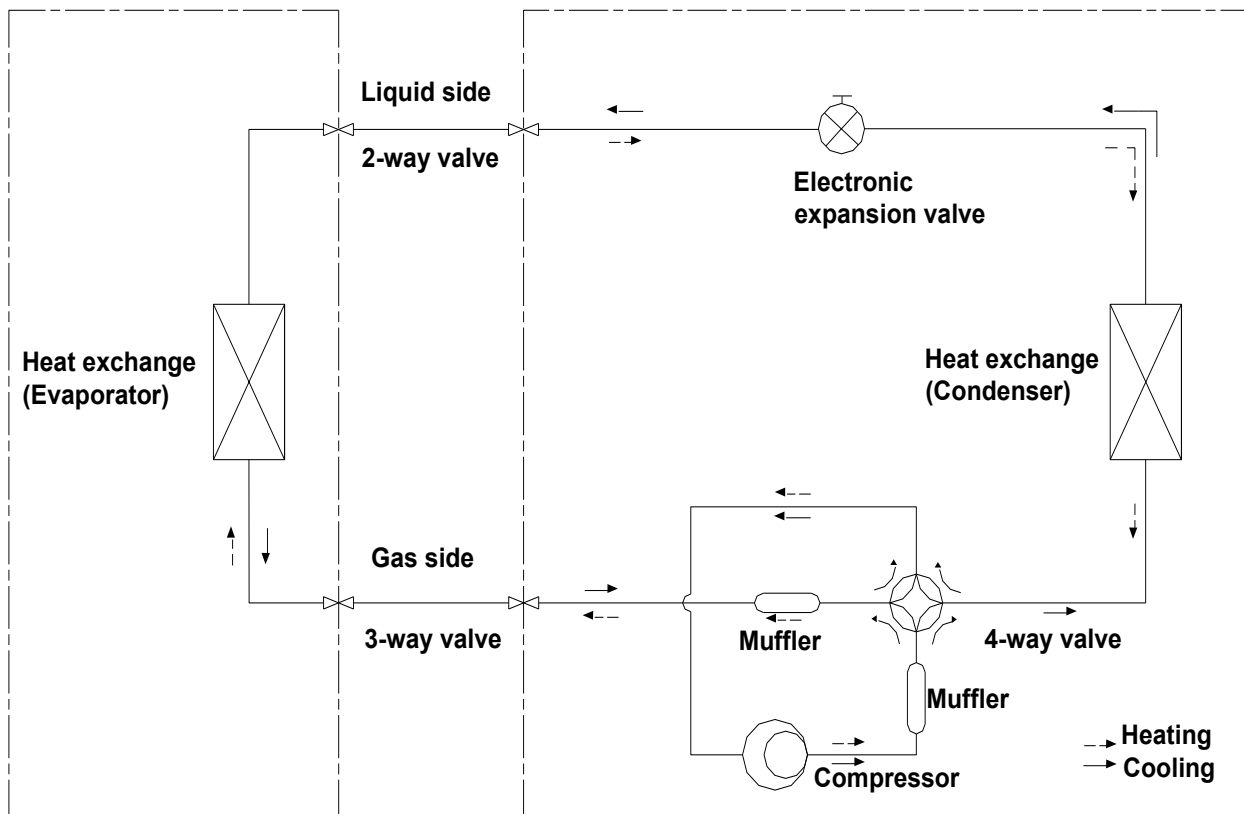 Liquid side
2-way valve
Electronic
expansion valve
Heat exchange
(Evaporator)
Heat exchange
(Condenser)
Gas side
3-way valve
Muffler
4-way valve
Muffler
Compressor
Heating
Cooling